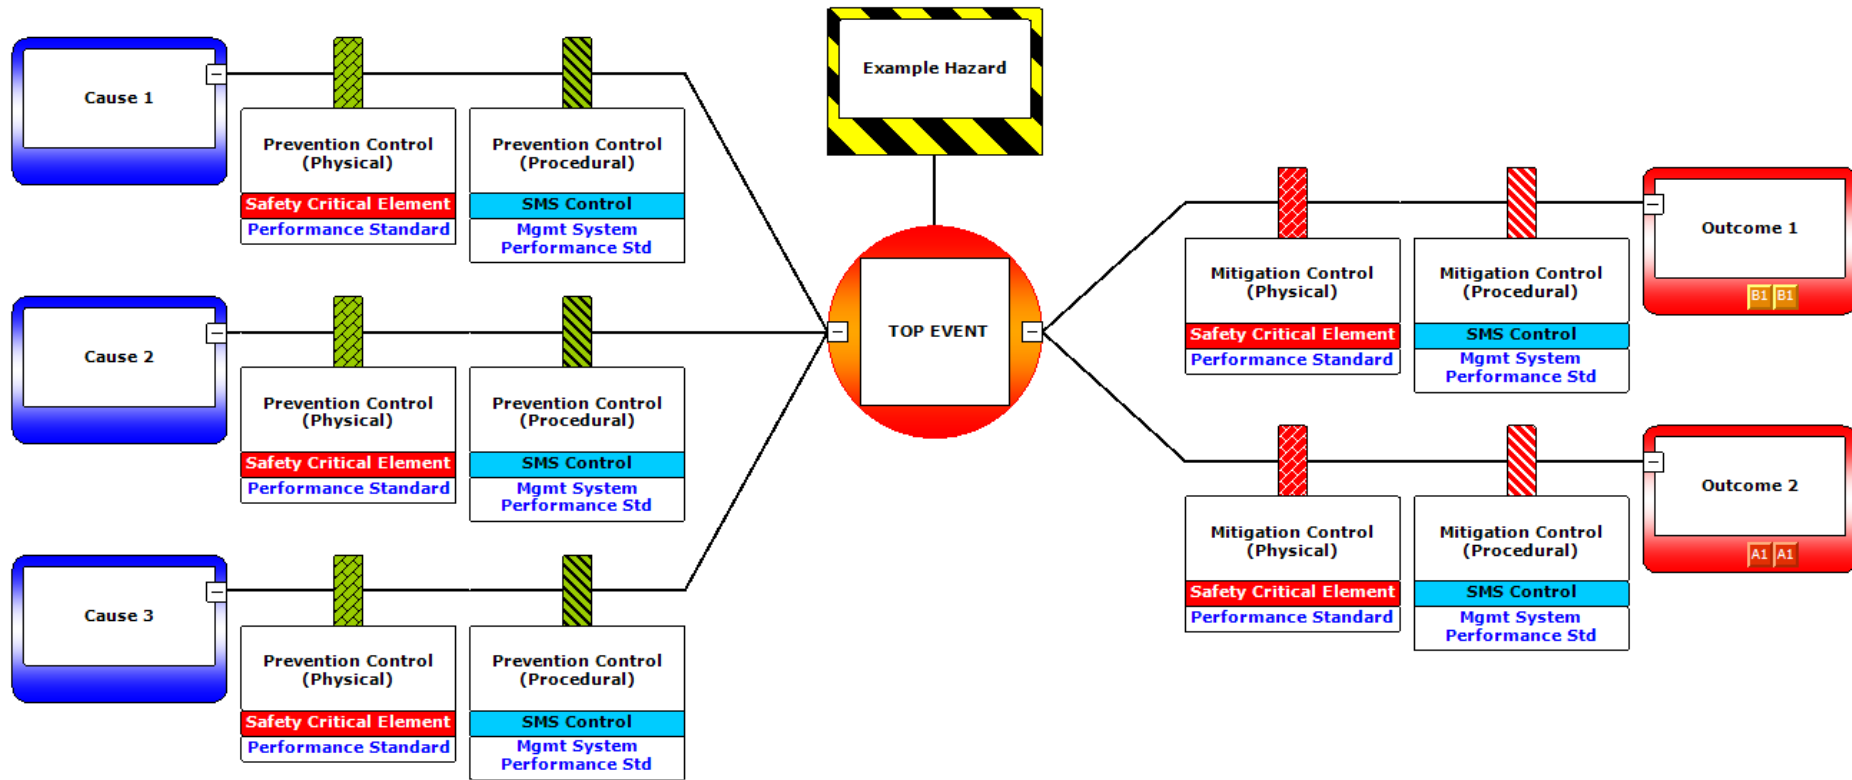 Example Hazard
Cause 1
Prevention Control
(Physical)
Safety Critical Element
Performance Standard
Prevention Control
(Procedural)
SMS Control
Mgmt System
Performance Std
Cause 2
Prevention Control
(Physical)
Safety Critical Element
Performance Standard
Prevention Control
(Procedural)
SMS Control
Mgmt System
Performance Std
Cause 3
Prevention Control
(Physical)
Safety Critical Element
Performance Standard
Prevention Control
(Procedural)
SMS Control
Mgmt System
Performance Std
TOP EVENT
Mitigation Control
(Physical)
Safety Critical Element
Performance Standard
Mitigation Control
(Procedural)
SMS Control
Mgmt System
Performance Std
Outcome 1
B1 B1
Mitigation Control
(Physical)
Safety Critical Element
Performance Standard
Mitigation Control
(Procedural)
SMS Control
Mgmt System
Performance Std
Outcome 2
A1 A1